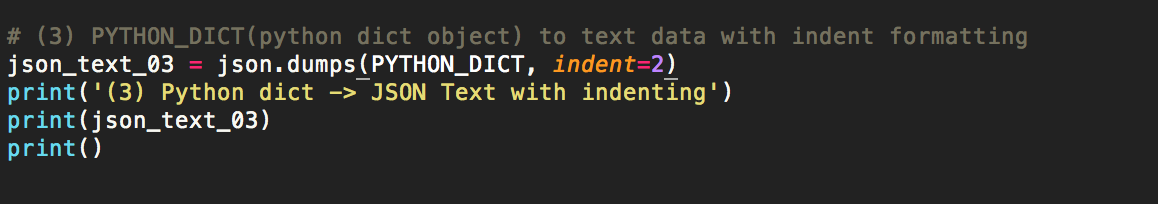 # (3) PYTHON_DICT(python dict object) to text data with indent formatting
json_text_03 = json.dumps(PYTHON_DICT, indent=2)
print('(3) Python dict -> JSON Text with indenting')
print(json_text_03)
print()